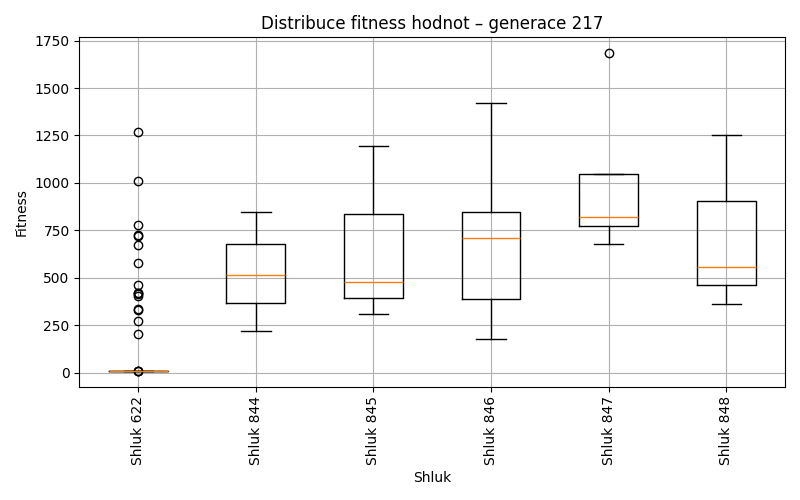 Distribuce fitness hodnot – generace 217
Fitness
1750
1500
1250
1000
750
500
250
0
Shluk 622
Shluk 844
Shluk 845
Shluk 846
Shluk 847
Shluk 848
Shluk